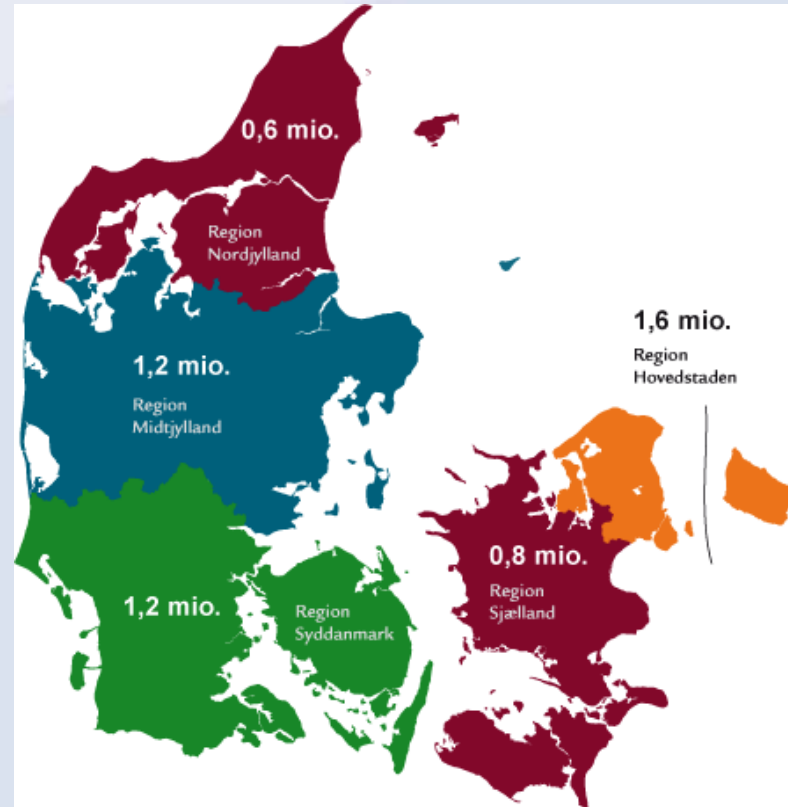 0,6 mio.
Region
Nordjylland
1,6 mio.
Region
Hovedstaden
1,2 mio.
Region
Midtjylland
0,8 mio.
Region
Sjælland
1,2 mio.
Region
Syddanmark